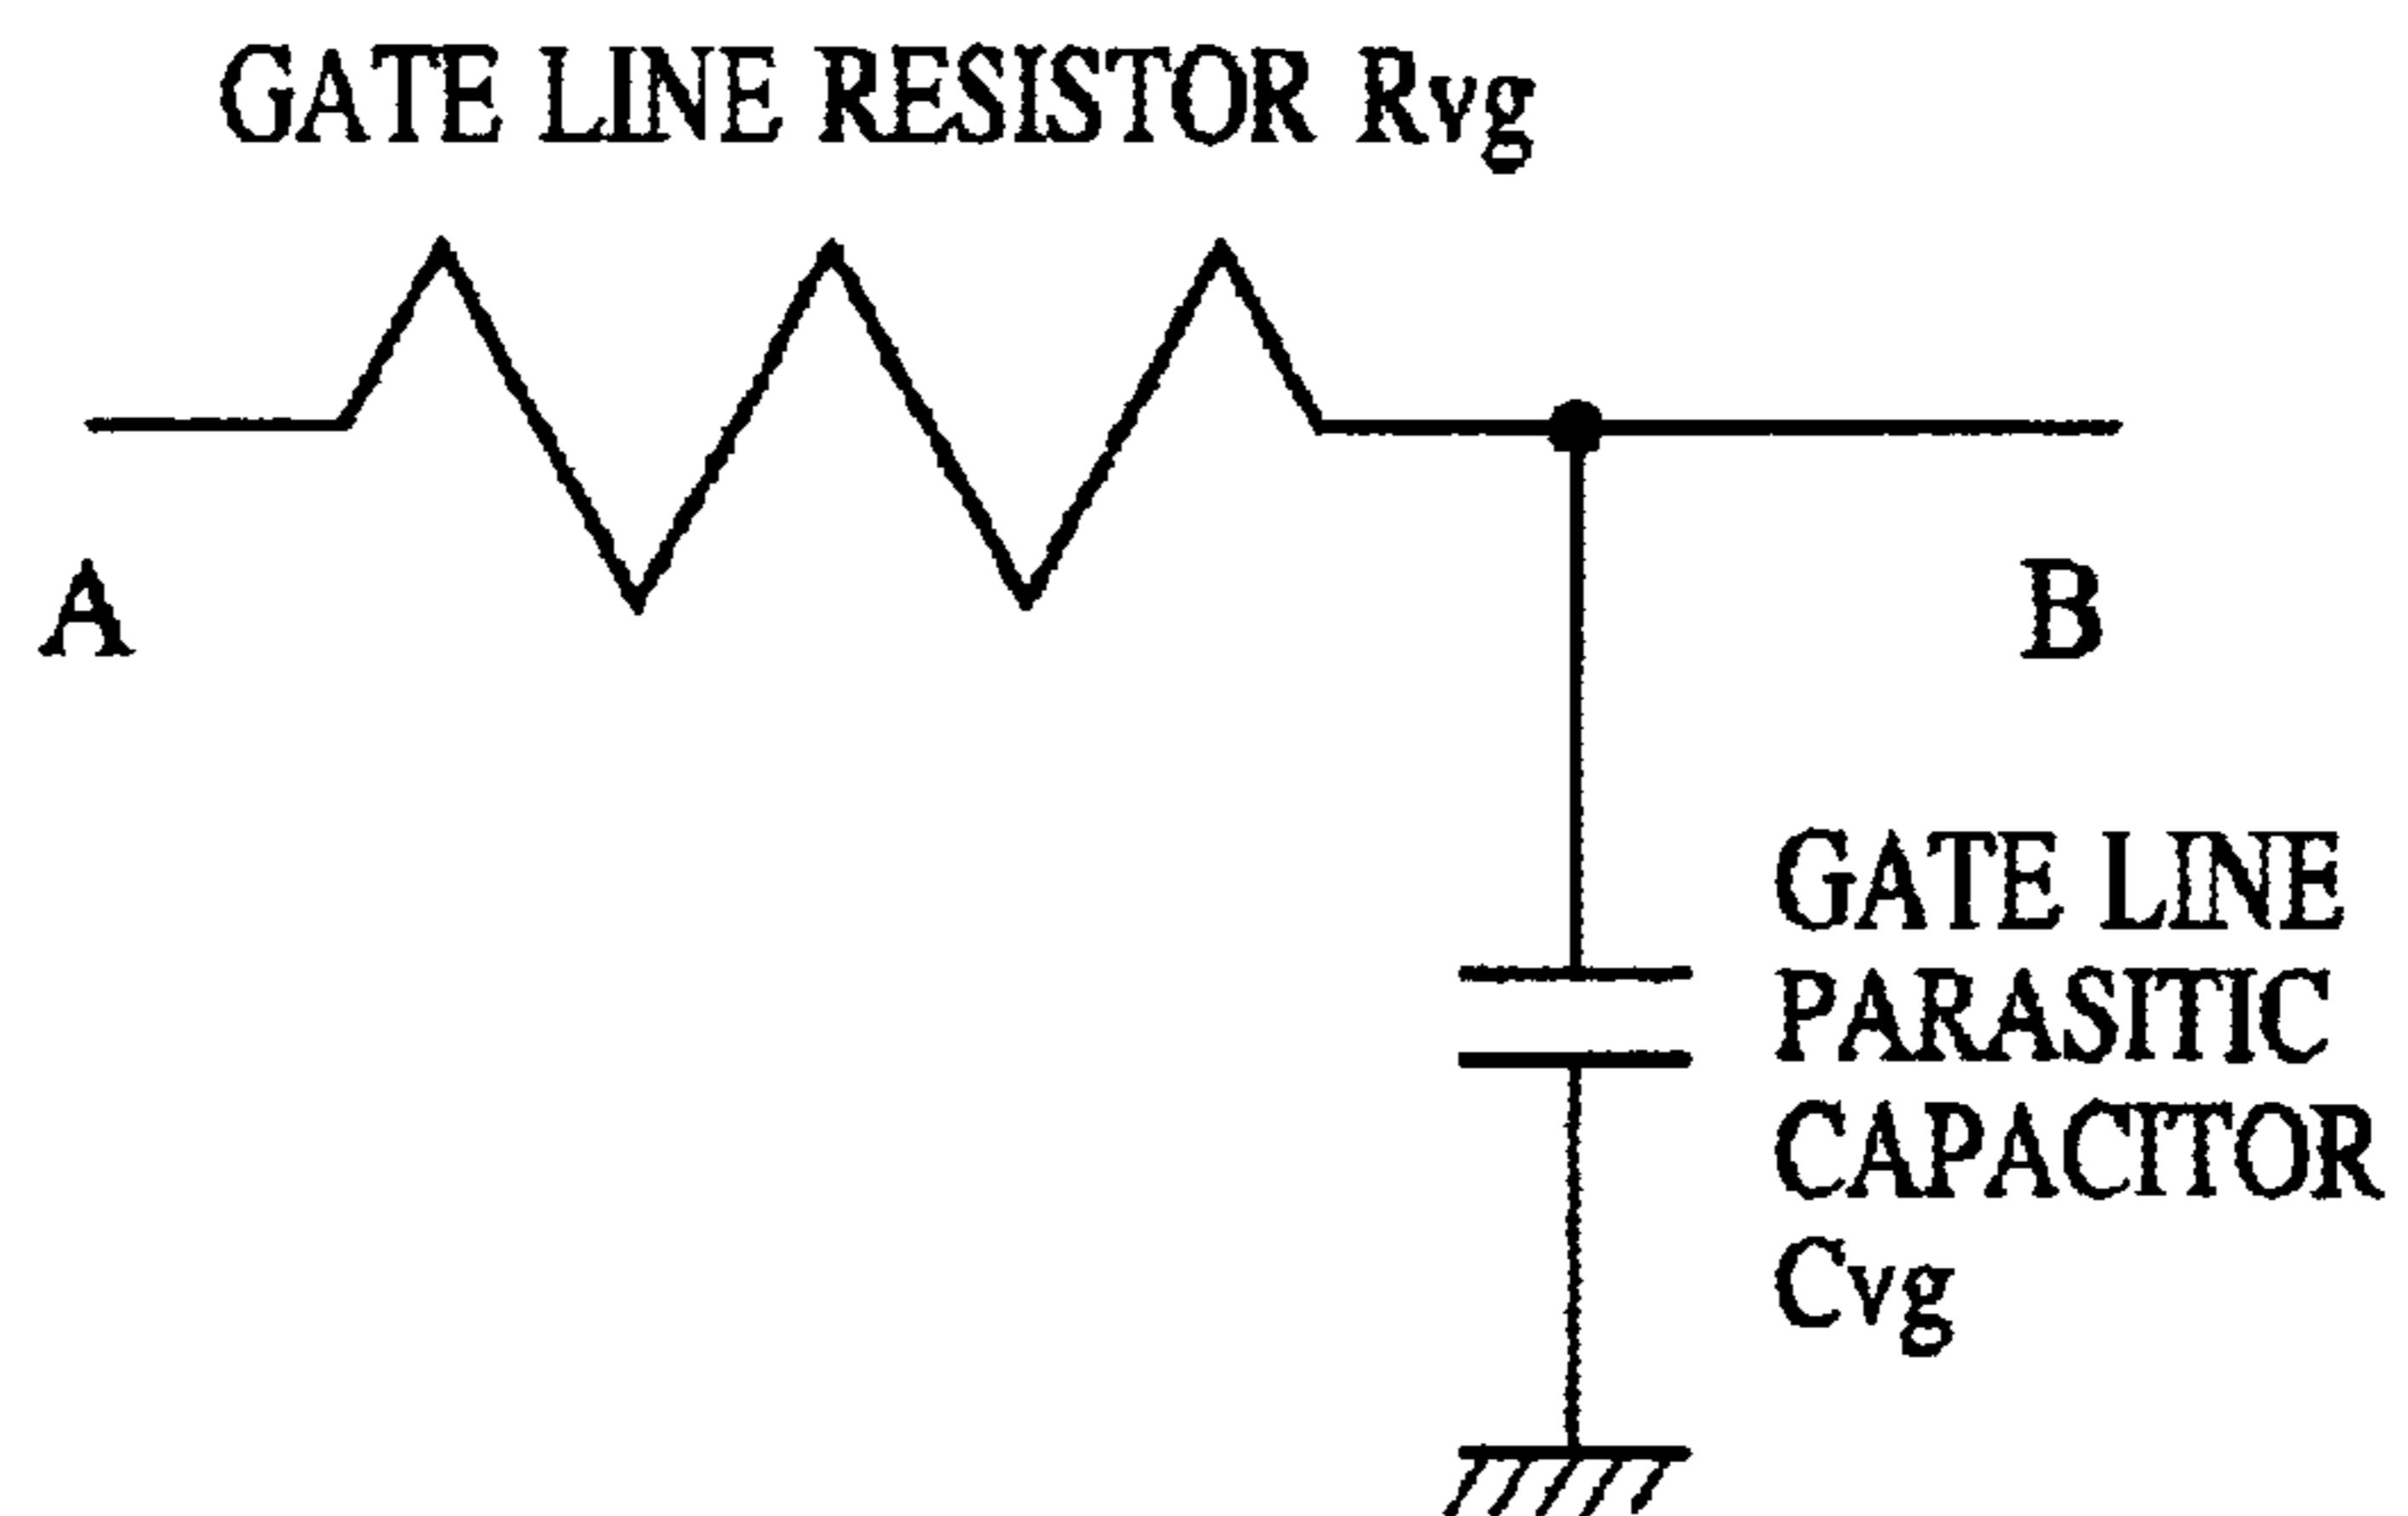 GATE LINE RESISTOR Rvg
A
B
GATE LINE
PARASITIC
CAPACITOR
Cvg